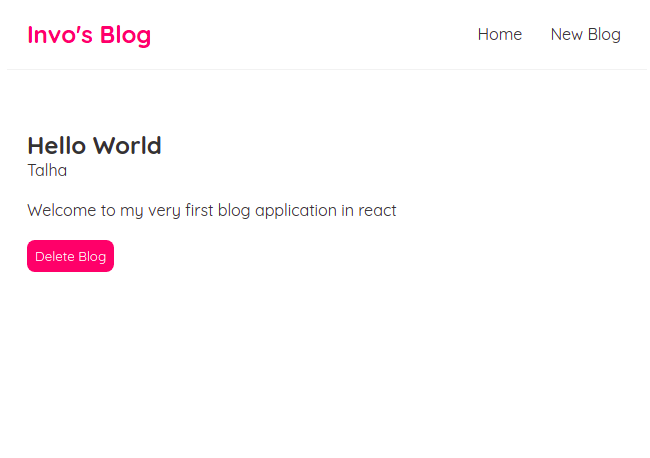 Invo's Blog
Home New Blog
Hello World
Talha
Welcome to my very first blog application in react
Delete Blog